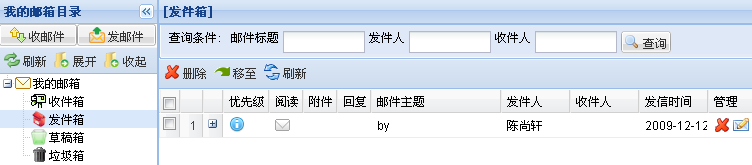 我的邮箱目录
收邮件 发邮件
刷新 展开 收起
我的邮箱
收件箱
发件箱
草稿箱
垃圾箱
[发件箱]
查询条件: 邮件标题 发件人 收件人 查询
删除 移至 刷新
优先级 阅读 附件 回复 邮件主题 发件人 收件人 发信时间 管理
1 by 陈尚轩 2009-12-12